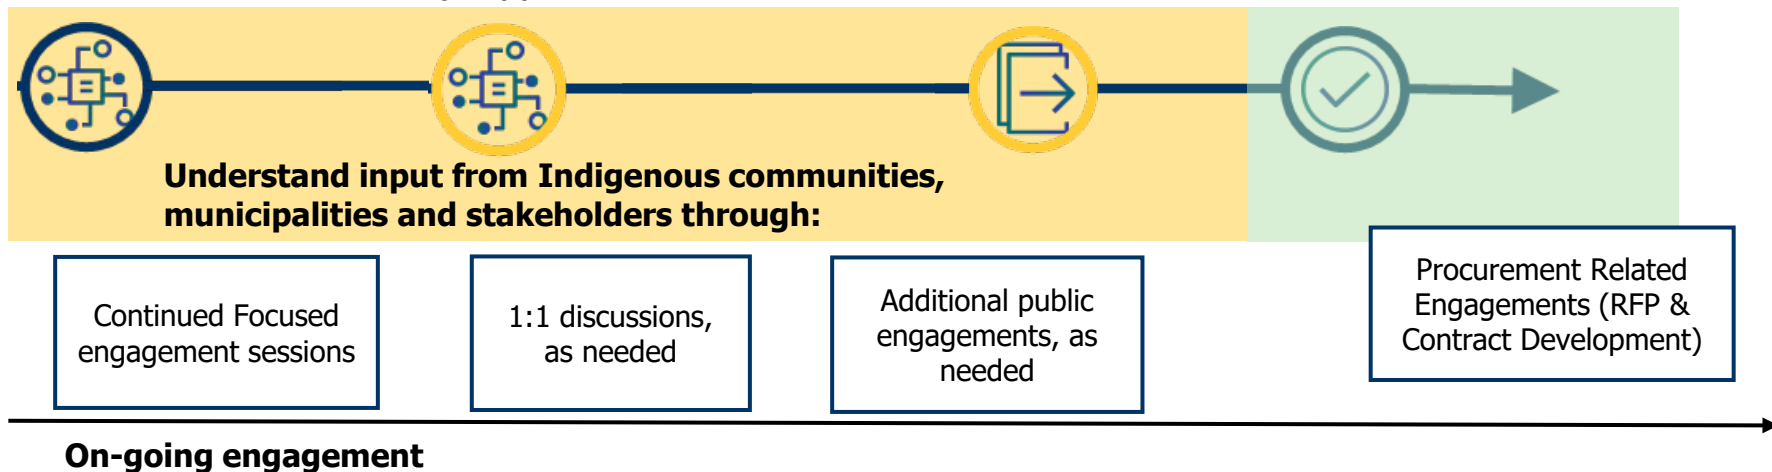 Understand input from Indigenous communities,
municipalities and stakeholders through:
Continued Focused
engagement sessions
1:1 discussions,
as needed
Additional public
engagements, as
needed
Procurement Related
Engagements (RFP &
Contract Development)
On-going engagement